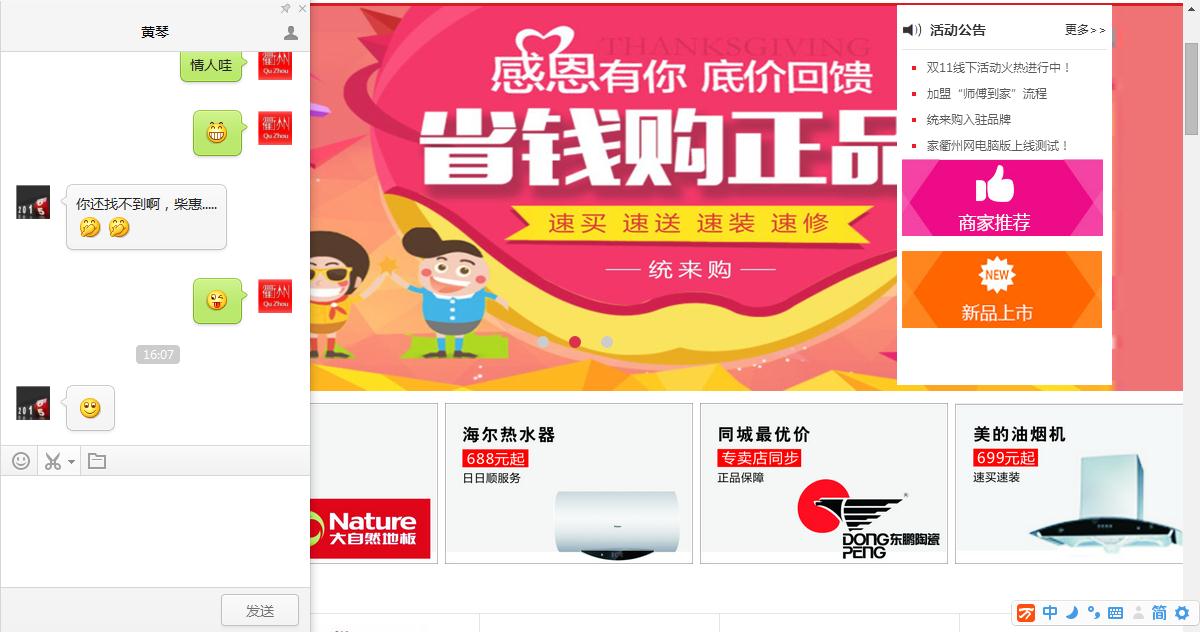 黄琴
情人哇
衢州
Qu Zhou
衢州
Qu Zhou
你还找不到啊，柴惠.....
衢州
Qu Zhou
16:07
发送
THANKSGIVING
感恩有你 底价回馈
省钱购正品
速买 速送 速装 速修
统来购
活动公告
更多>>
双11线下活动火热进行中！
加盟“师傅到家”流程
统来购入驻品牌
家衢州网电脑版上线测试！
商家推荐
NEW
新品上市
Nature
大自然地板
海尔热水器
688元起
日日顺服务
同城最优价
专卖店同步
正品保障
DONG PENG 东鹏陶瓷
美的油烟机
699元起
速买速装
中
简